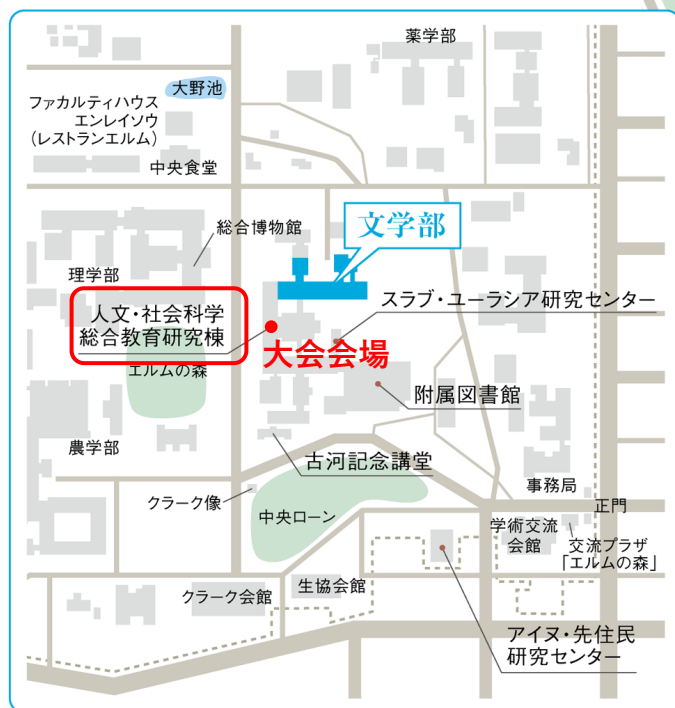 薬学部
大野池
ファカルティハウス
エンレイソウ
(レストランエルム)
中央食堂
総合博物館
文学部
理学部
スラブ・ユーラシア研究センター
人文・社会科学
総合教育研究棟
大会会場
エルムの森
附属図書館
農学部
古河記念講堂
クラーク像
中央ローン
事務局
正門
学術交流
会館
交流プラザ
「エルムの森」
クラーク会館
生協会館
アイヌ・先住民
研究センター